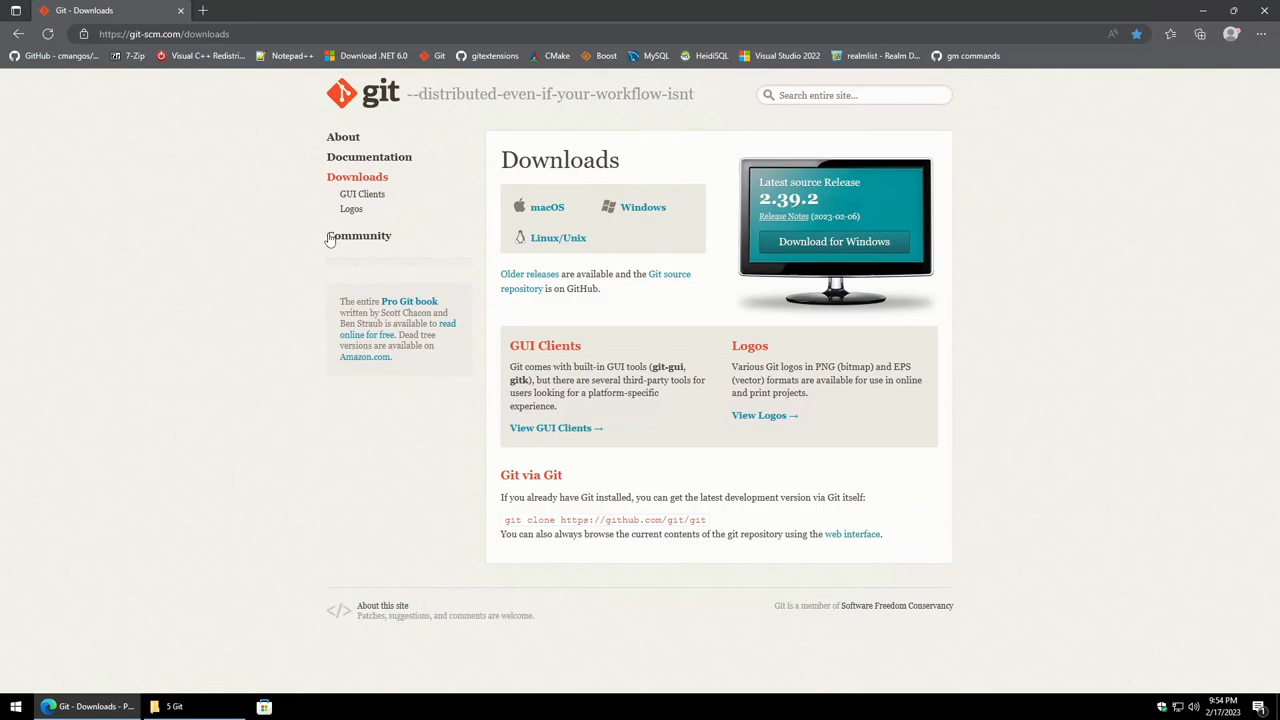 Git - Downloads
https://git-scm.com/downloads
GitHub - cmangos/... 7-Zip Visual C++ Redistri... Notepad++ Download .NET 6.0 Git gitextensions CMake Boost MySQL HeidiSQL Visual Studio 2022 realmlist - Realm D... gm commands
git --distributed-even-if-your-workflow-isnt
Search entire site...
About
Documentation
Downloads
GUI Clients
Logos
Community
The entire Pro Git book
written by Scott Chacon and
Ben Straub is available to read
online for free. Dead tree
versions are available on
Amazon.com.
Downloads
macOS Windows
Linux/Unix
Older releases are available and the Git source
repository is on GitHub.
Latest source Release
2.39.2
Release Notes (2023-02-06)
Download for Windows
GUI Clients
Git comes with built-in GUI tools (git-gui,
gitk), but there are several third-party tools for
users looking for a platform-specific
experience.
View GUI Clients →
Logos
Various Git logos in PNG (bitmap) and EPS
(vector) formats are available for use in online
and print projects.
View Logos →
Git via Git
If you already have Git installed, you can get the latest development version via Git itself:
git clone https://github.com/git/git
You can also always browse the current contents of the git repository using the web interface.
</> About this site
Patches, suggestions, and comments are welcome.
Git is a member of Software Freedom Conservancy
Git - Downloads - P... 5 Git
9:54 PM
2/17/2023